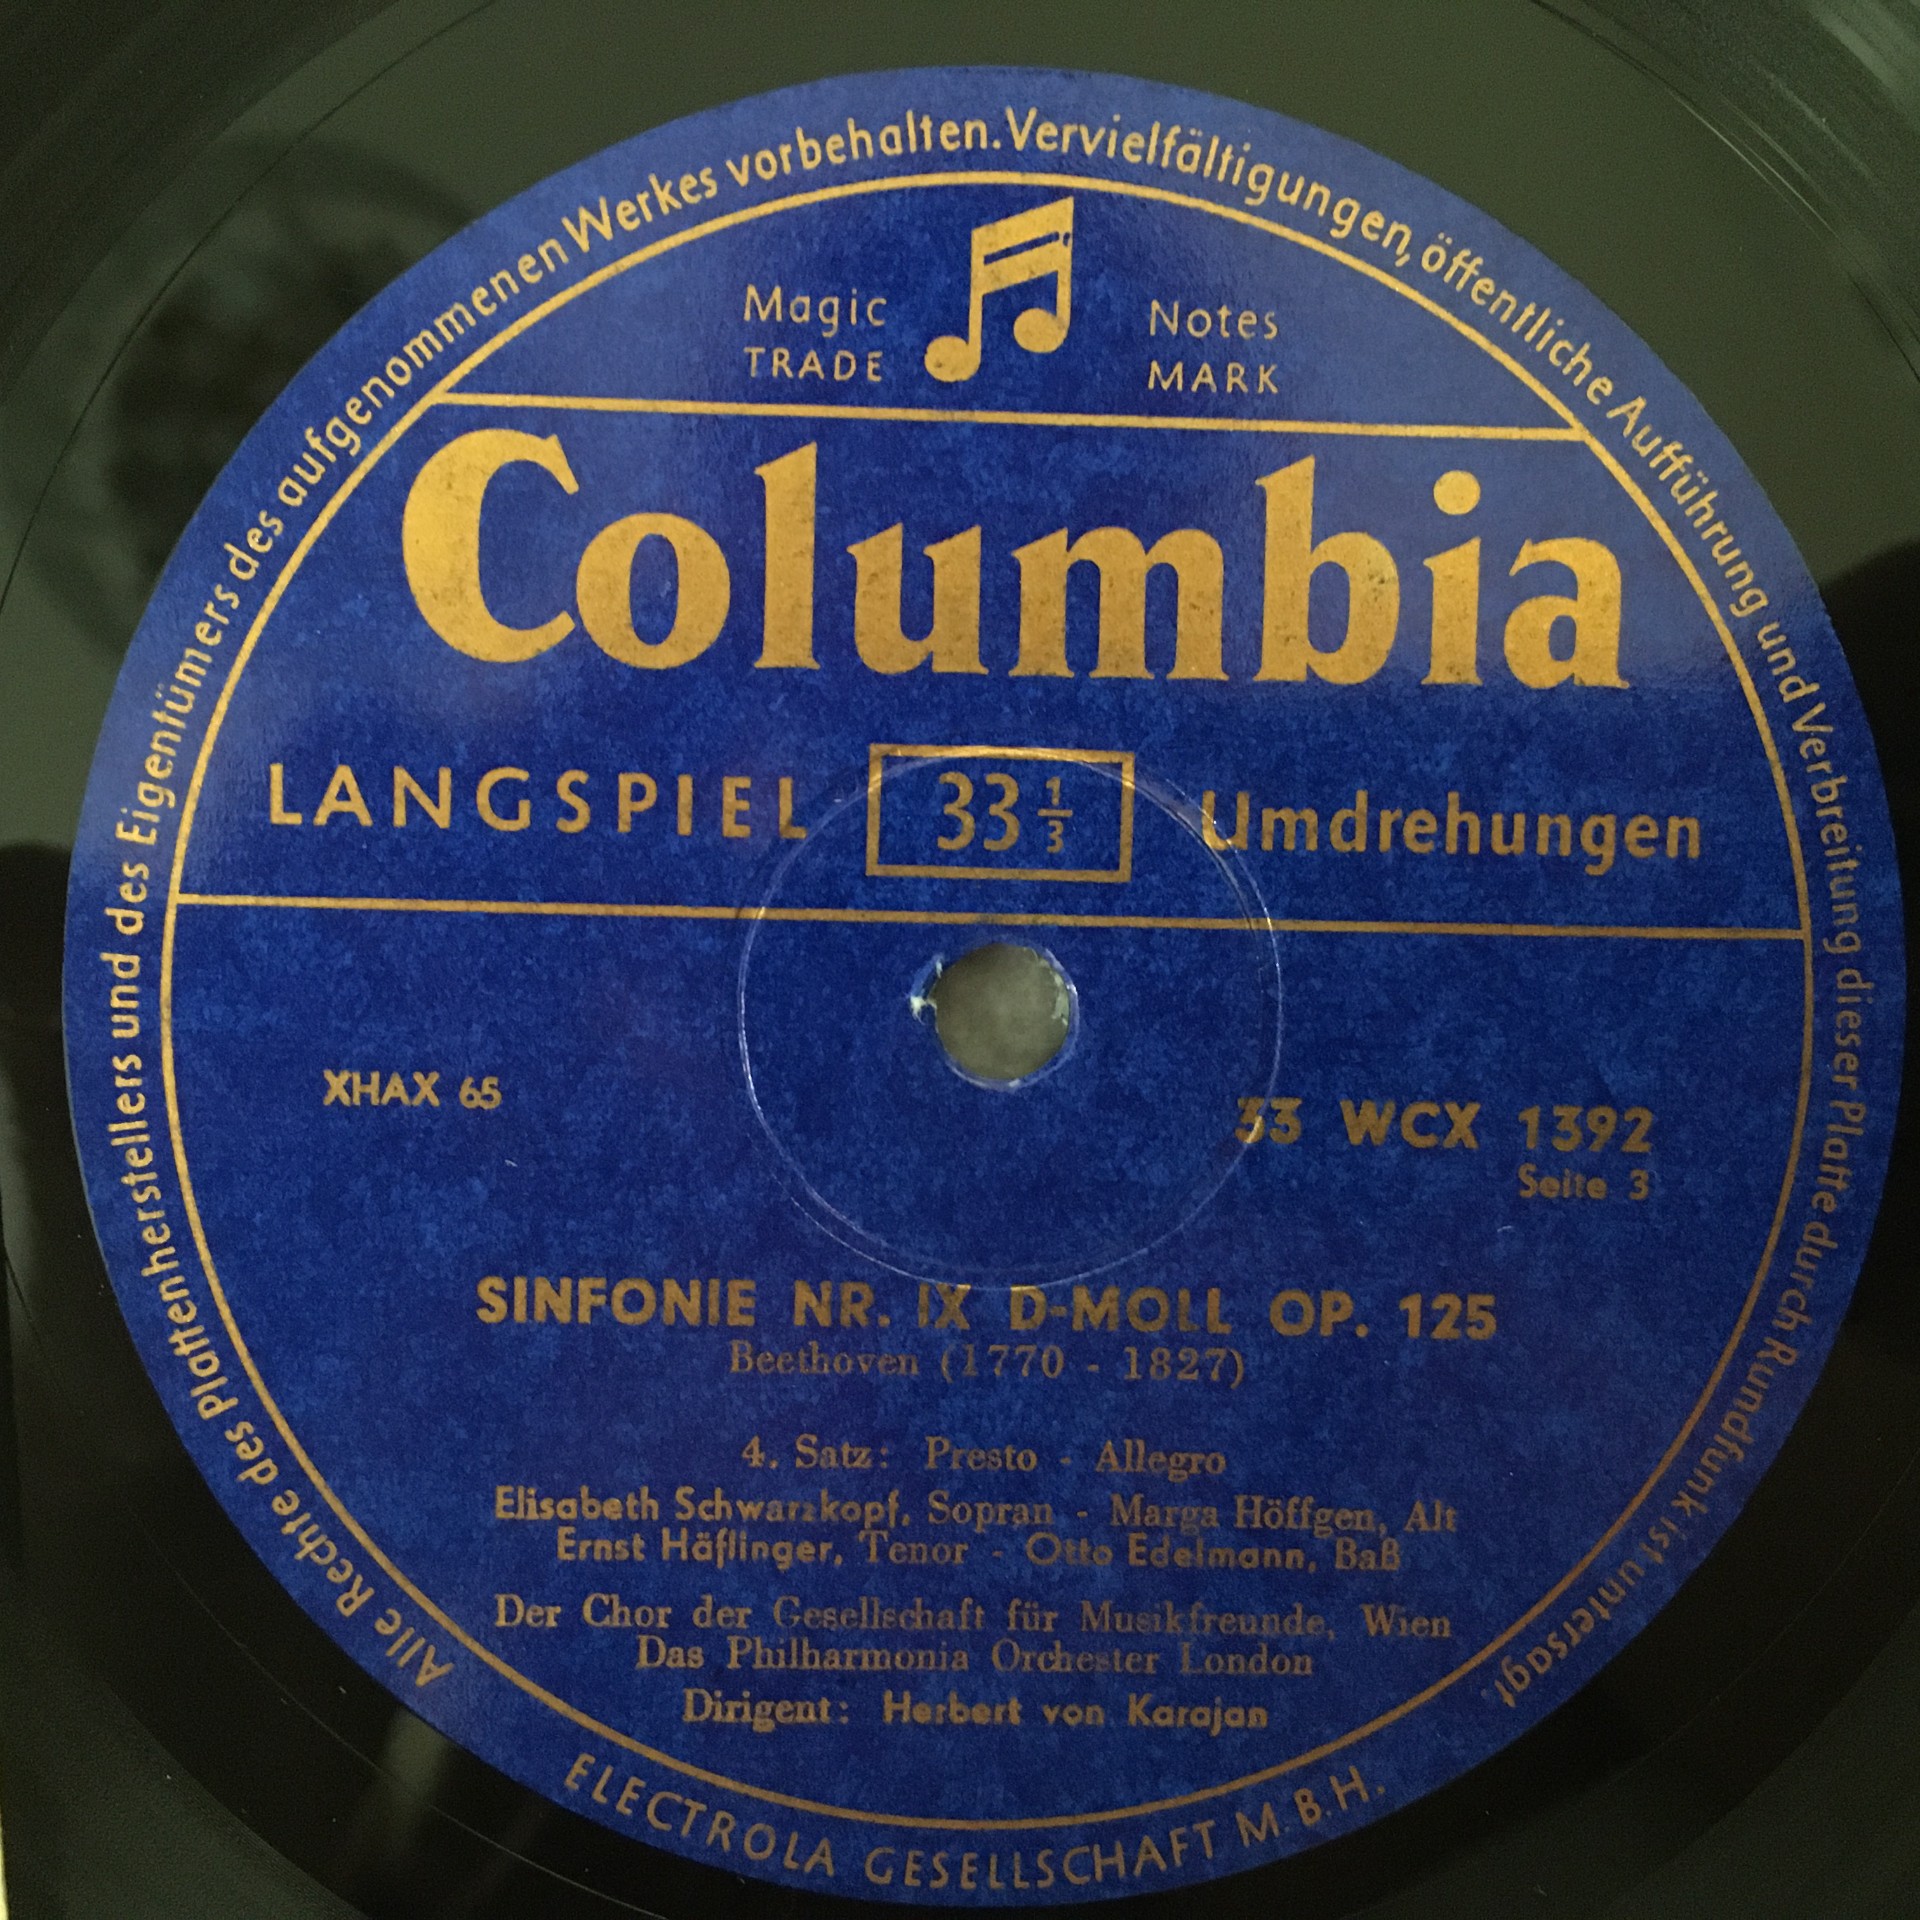 Alle Rechte des Plattenherstellers und des Eigentümers des aufgenommenen Werkes vorbehalten. Vervielfältigungen, öffentliche Aufführung und Verbreitung dieser Platte durch Rundfunk ist untersagt.
Magic Notes
TRADE MARK
Columbia
LANGSPIEL 33 1/3 Umdrehungen
XHAX 65
33 WCX 1392
Seite 3
SINFONIE NR. IX D-MOLL OP. 125
Beethoven (1770 - 1827)
4. Satz: Presto - Allegro
Elisabeth Schwarzkopf, Sopran - Marga Höffgen, Alt
Ernst Häflinger, Tenor - Otto Edelmann, Baß
Der Chor der Gesellschaft für Musikfreunde, Wien
Das Philharmonia Orchester London
Dirigent: Herbert von Karajan
ELECTROLA GESELLSCHAFT M.B.H.